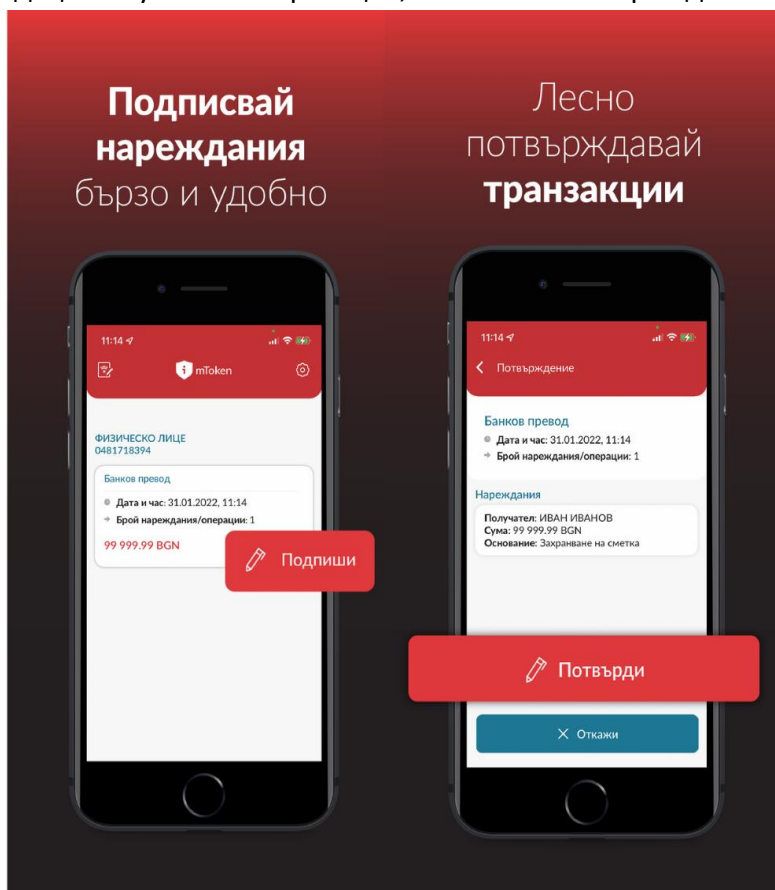 Подписвай
нареждания
бързо и удобно
11:14
mToken
ФИЗИЧЕСКО ЛИЦЕ
0481718394
Банков превод
Дата и час: 31.01.2022, 11:14
Брой нареждания/операции: 1
99 999.99 BGN
Подпиши
Лесно
потвърждавай
транзакции
11:14
Потвърждение
Банков превод
Дата и час: 31.01.2022, 11:14
Брой нареждания/операции: 1
Нареждания
Получател: ИВАН ИВАНОВ
Сума: 99 999.99 BGN
Основание: Захранване на сметка
Потвърди
Откажи